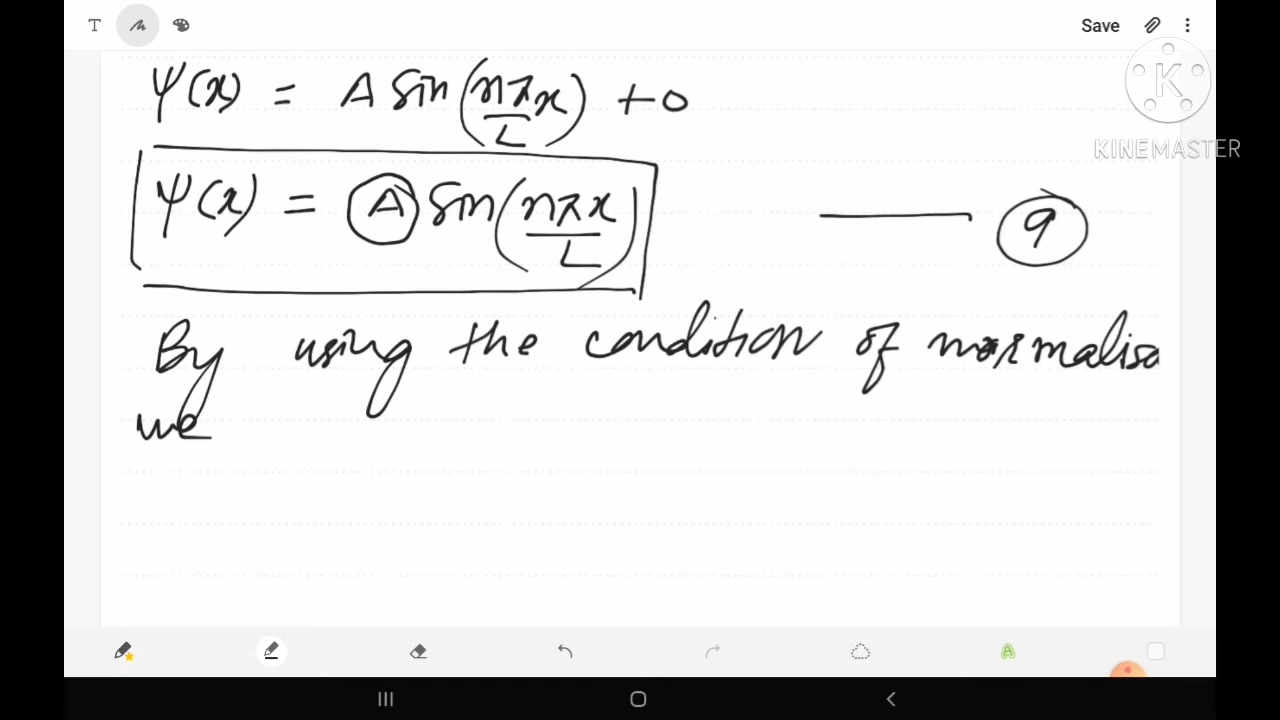 T Save
K
KINEMASTER
ψ(x) = A Sin(nπx/L) + 0
ψ(x) = A Sin(nπx/L) —— 9
By using the condition of normalisa
we